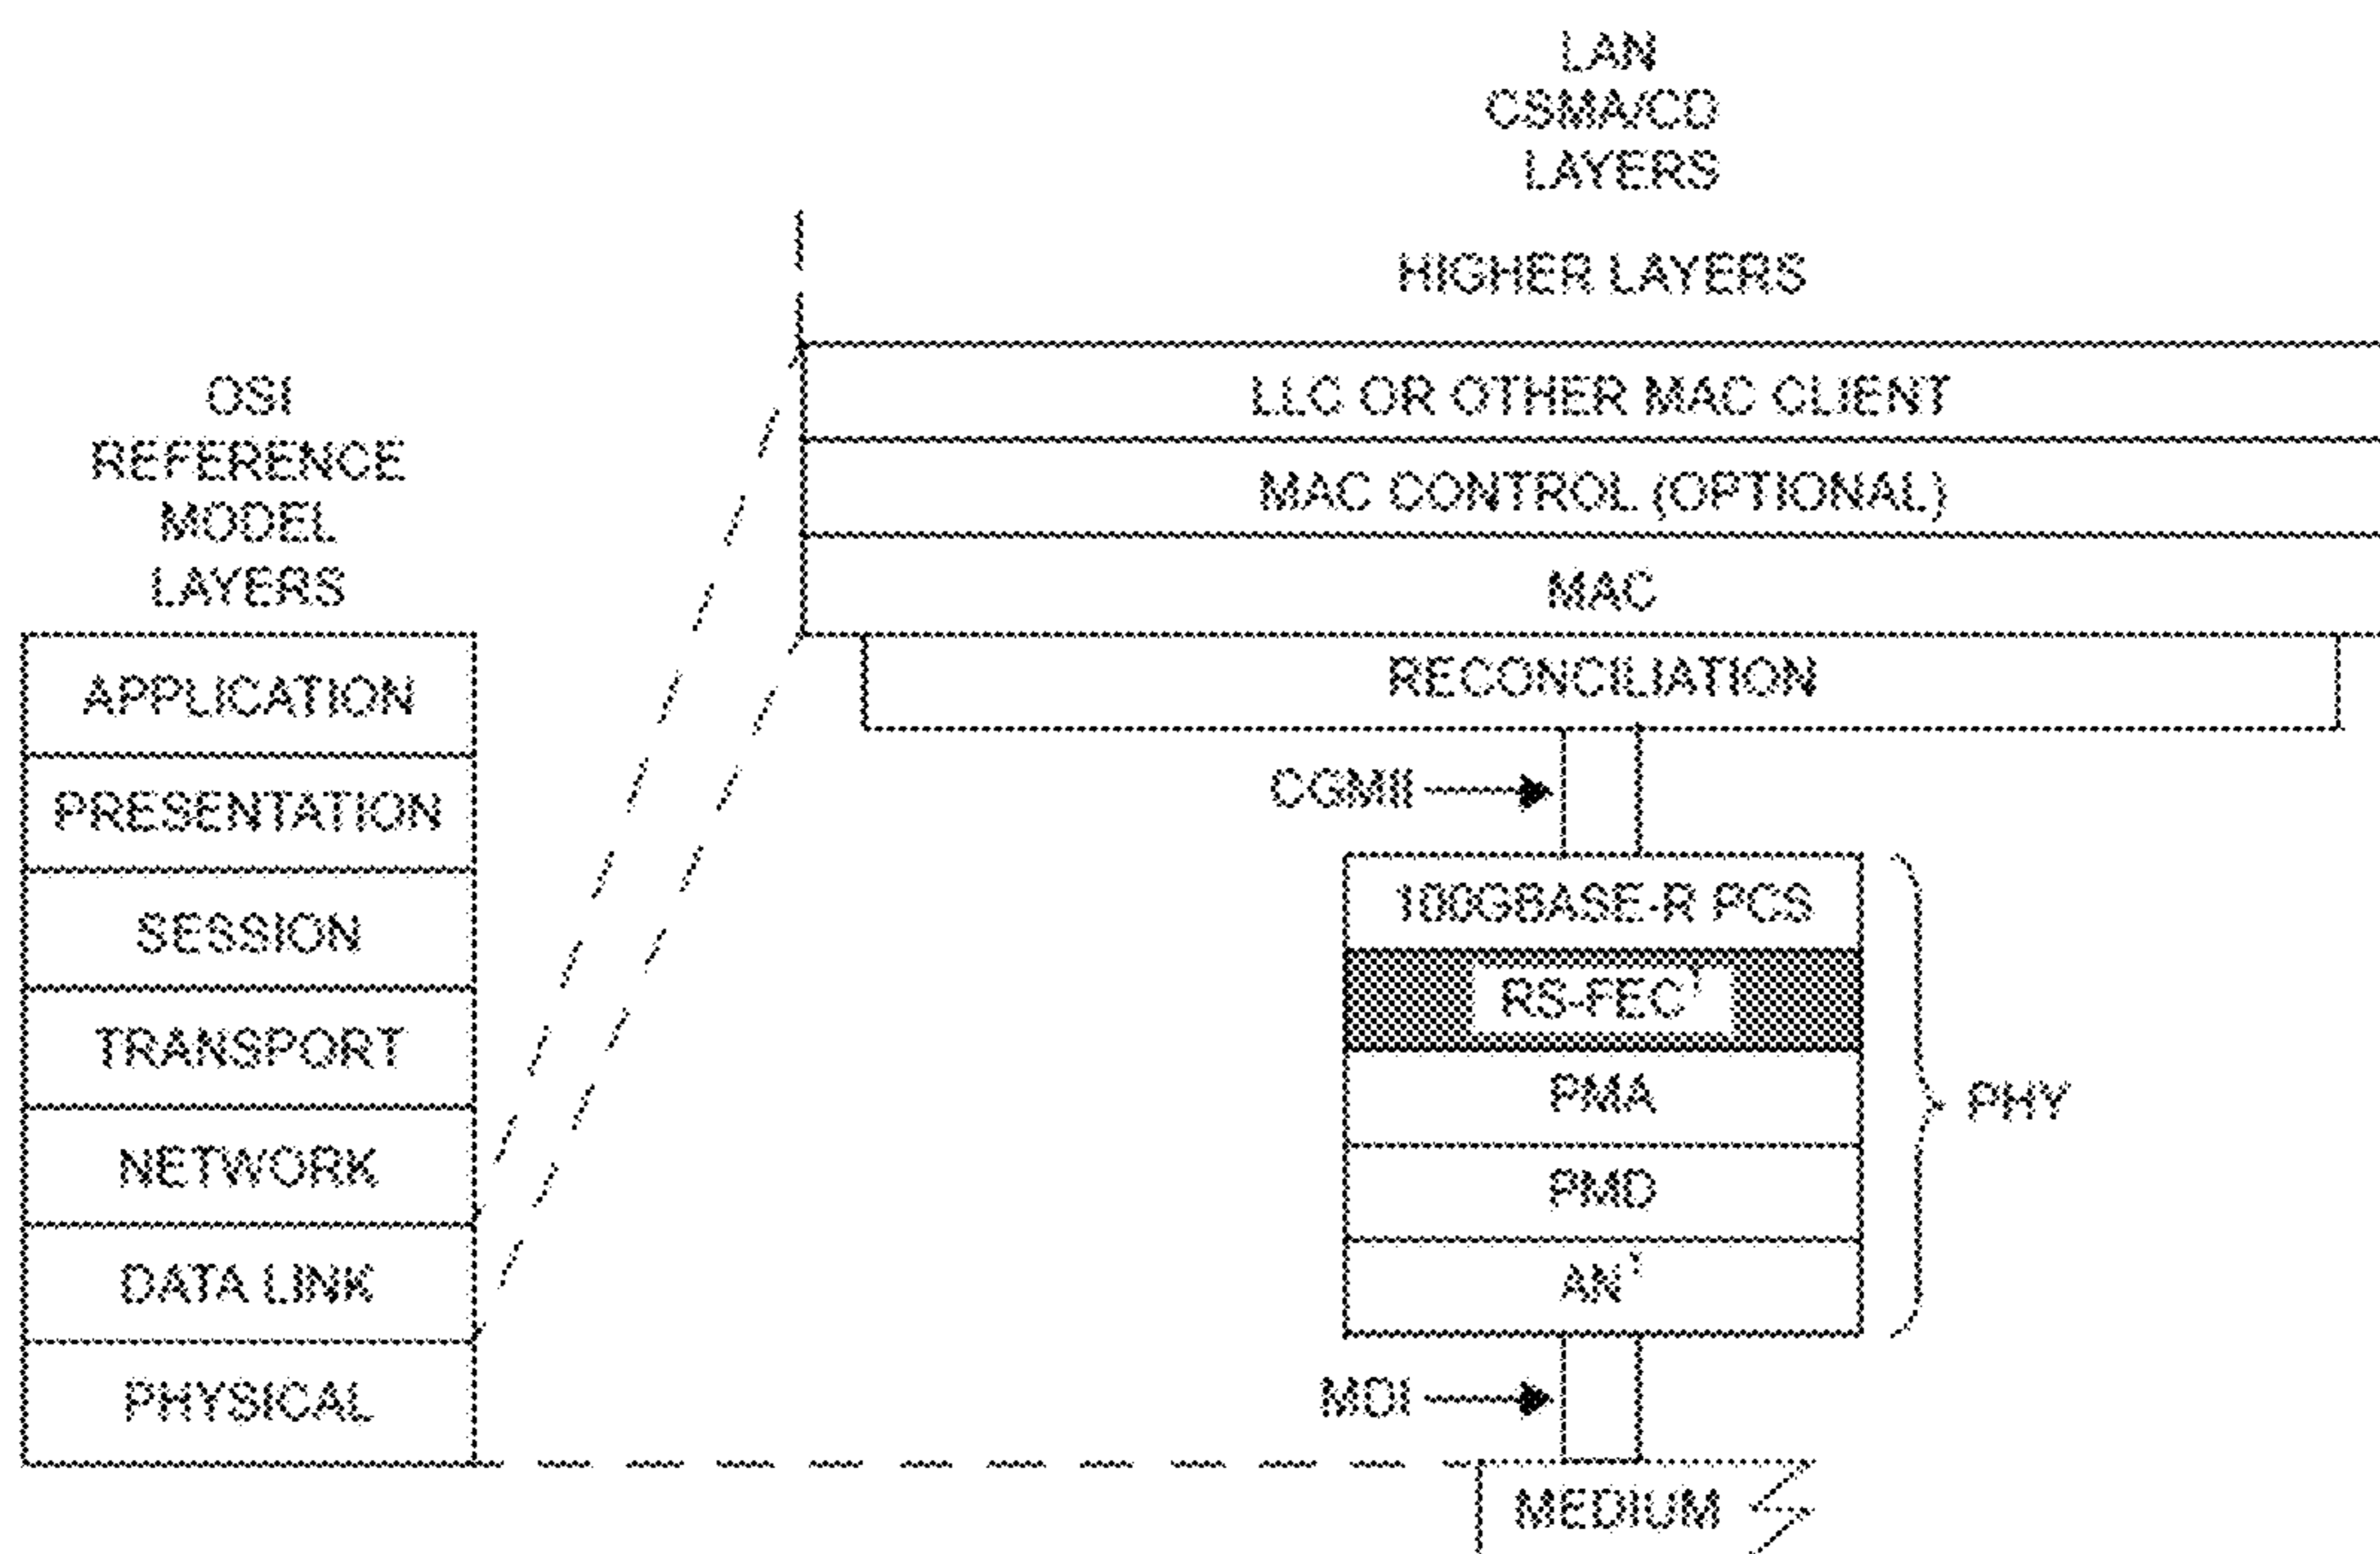 LAN
CSMA/CD
LAYERS
HIGHER LAYERS
LLC OR OTHER MAC CLIENT
MAC CONTROL (OPTIONAL)
MAC
RECONCILIATION
CGMII
100GBASE-R PCS
RS-FEC
PMA
PMD
AN
PHY
MDI
MEDIUM
OSI
REFERENCE
MODEL
LAYERS
APPLICATION
PRESENTATION
SESSION
TRANSPORT
NETWORK
DATA LINK
PHYSICAL